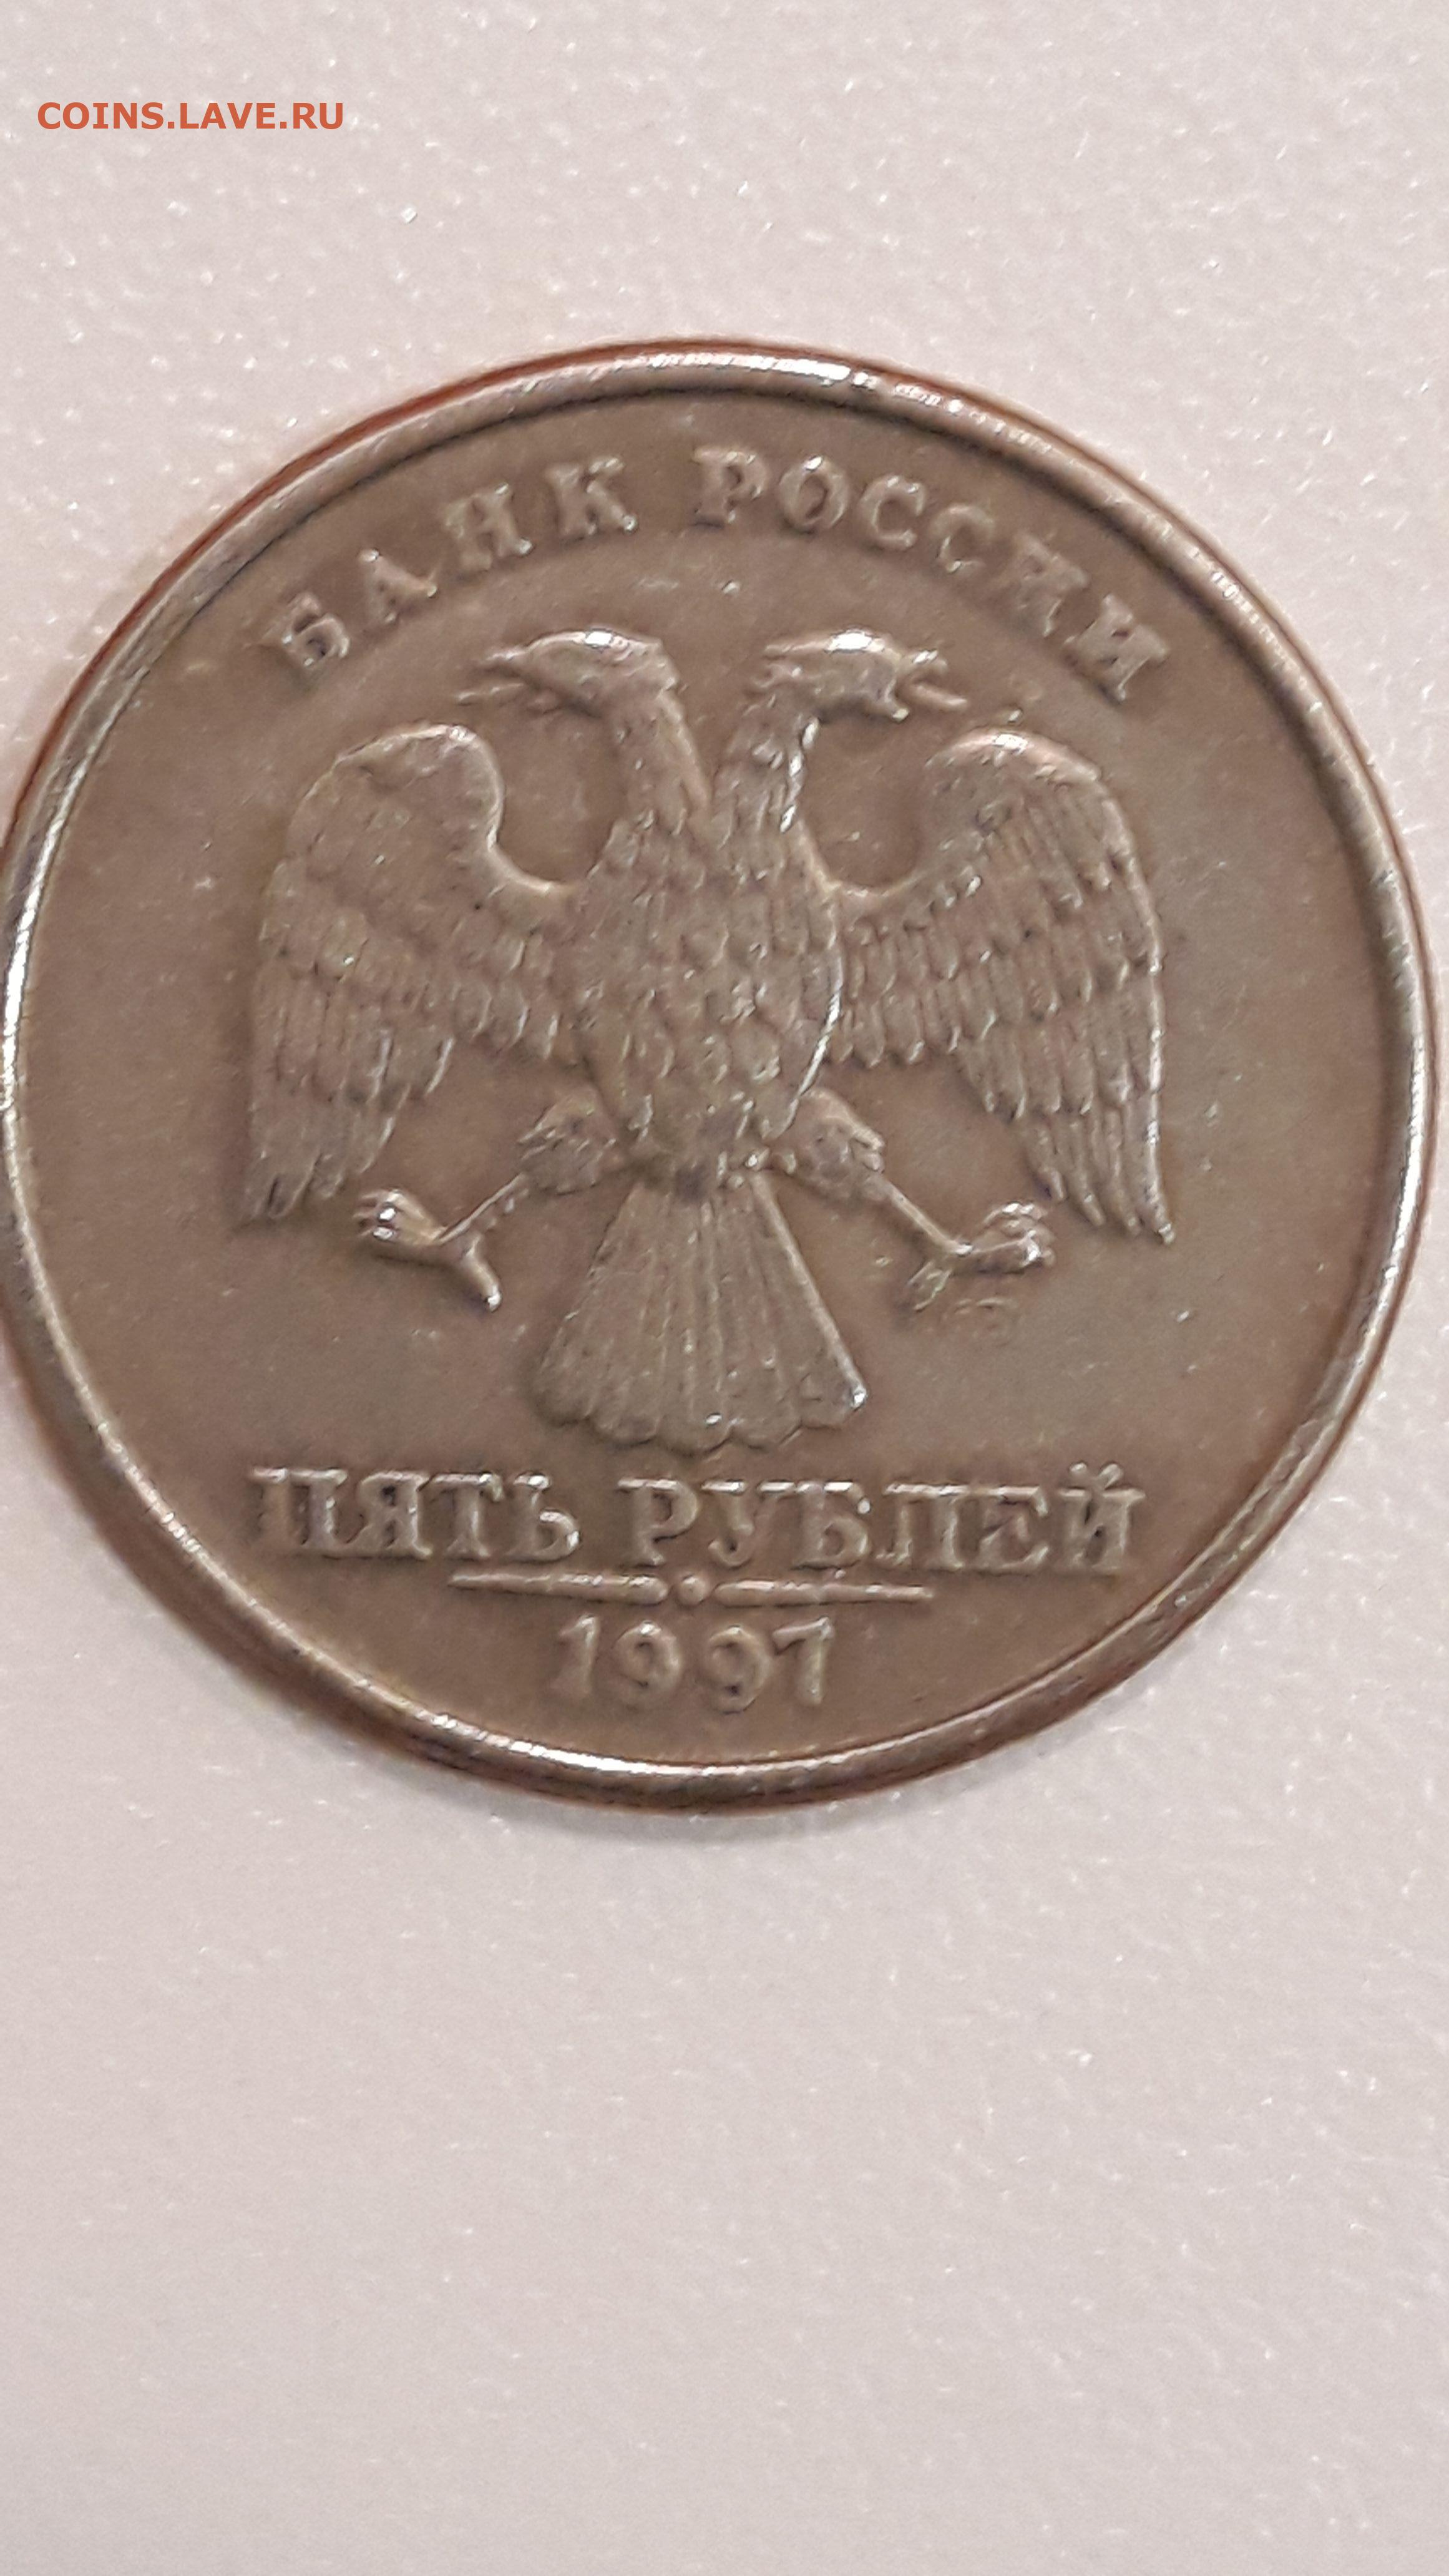 COINS.LAVE.RU
БАНК РОССИИ
ПЯТЬ РУБЛЕЙ
1997